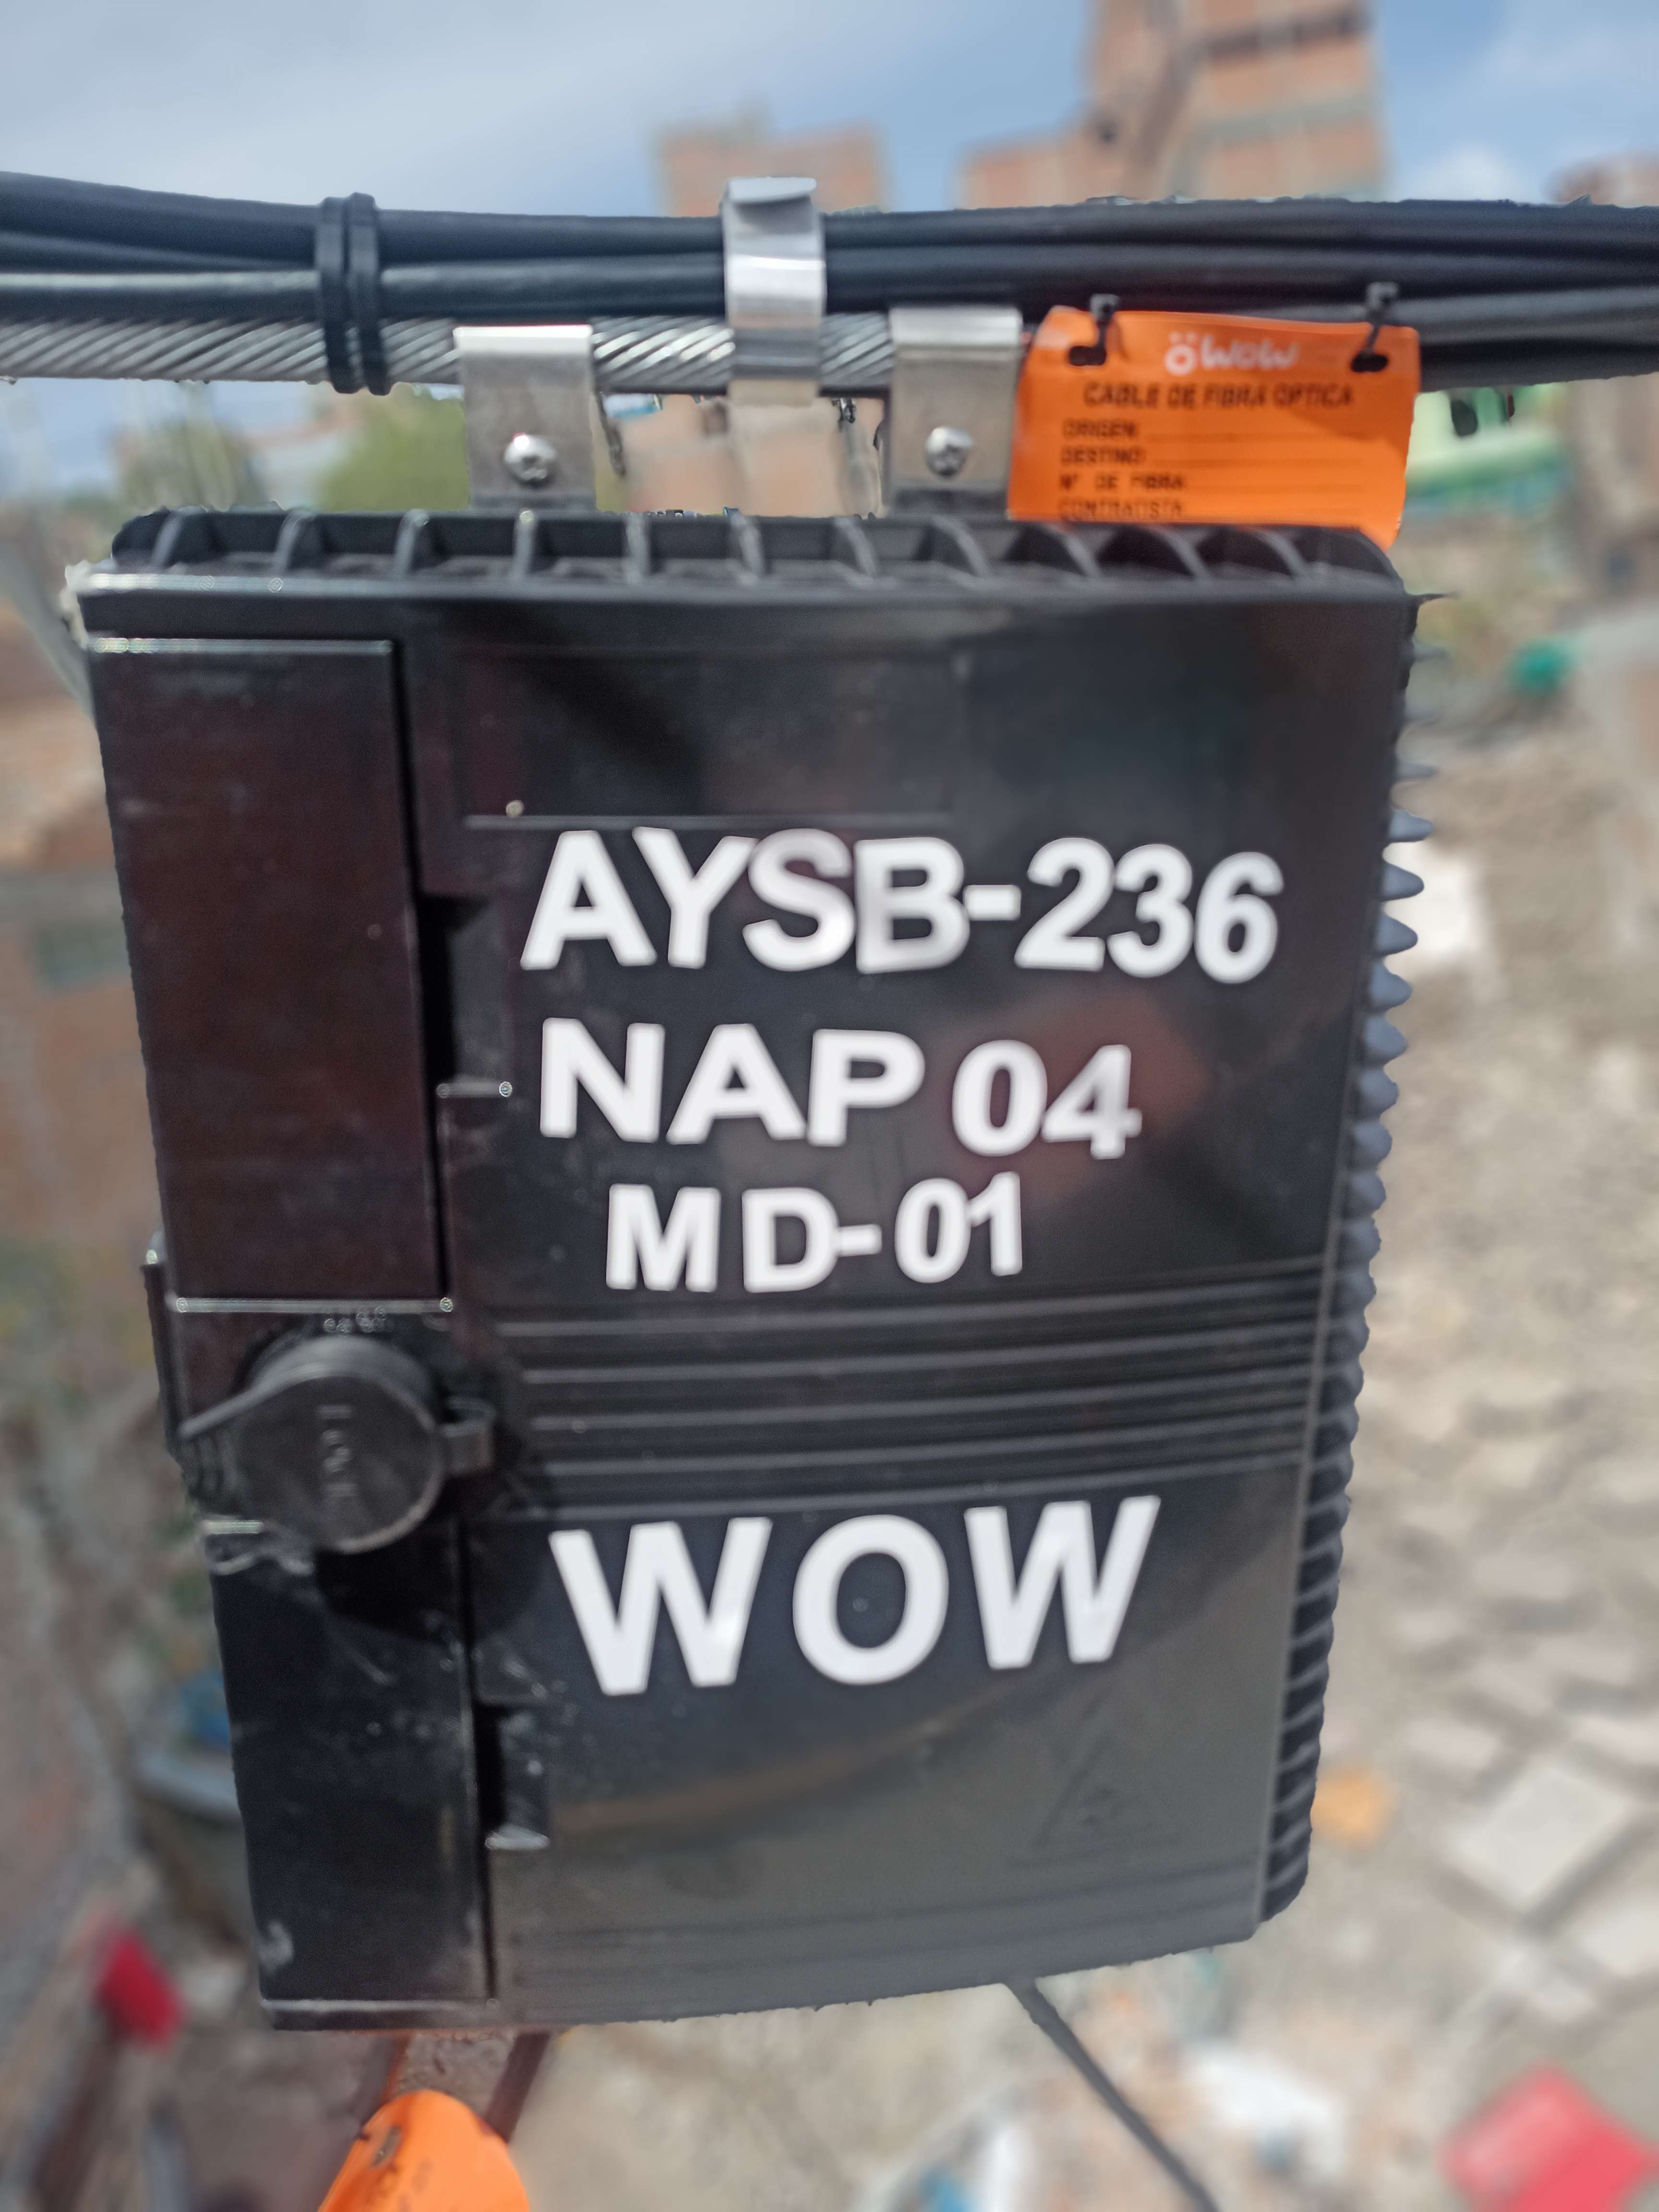 wow
CABLE DE FIBRA OPTICA
ORIGEN:
DESTINO:
N° DE FIBRA:
CONTRATISTA:
AYSB-236
NAP 04
MD-01
WOW